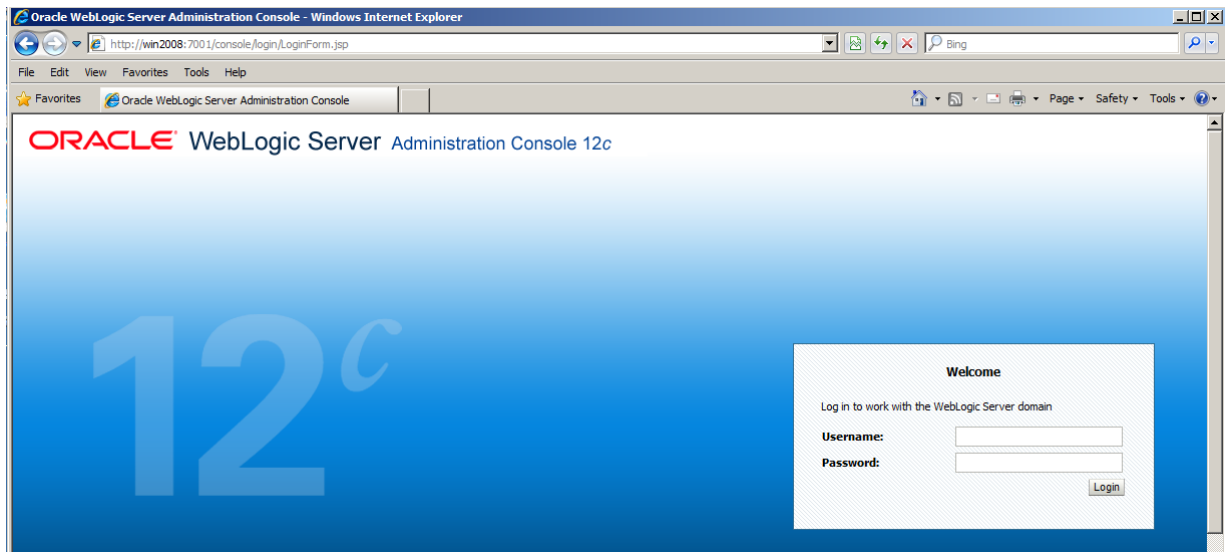 Oracle WebLogic Server Administration Console - Windows Internet Explorer
http://win2008:7001/console/login/LoginForm.jsp
Bing
File Edit View Favorites Tools Help
Favorites
Oracle WebLogic Server Administration Console
Page Safety Tools
ORACLE WebLogic Server Administration Console 12c
12c
Welcome
Log in to work with the WebLogic Server domain
Username:
Password:
Login